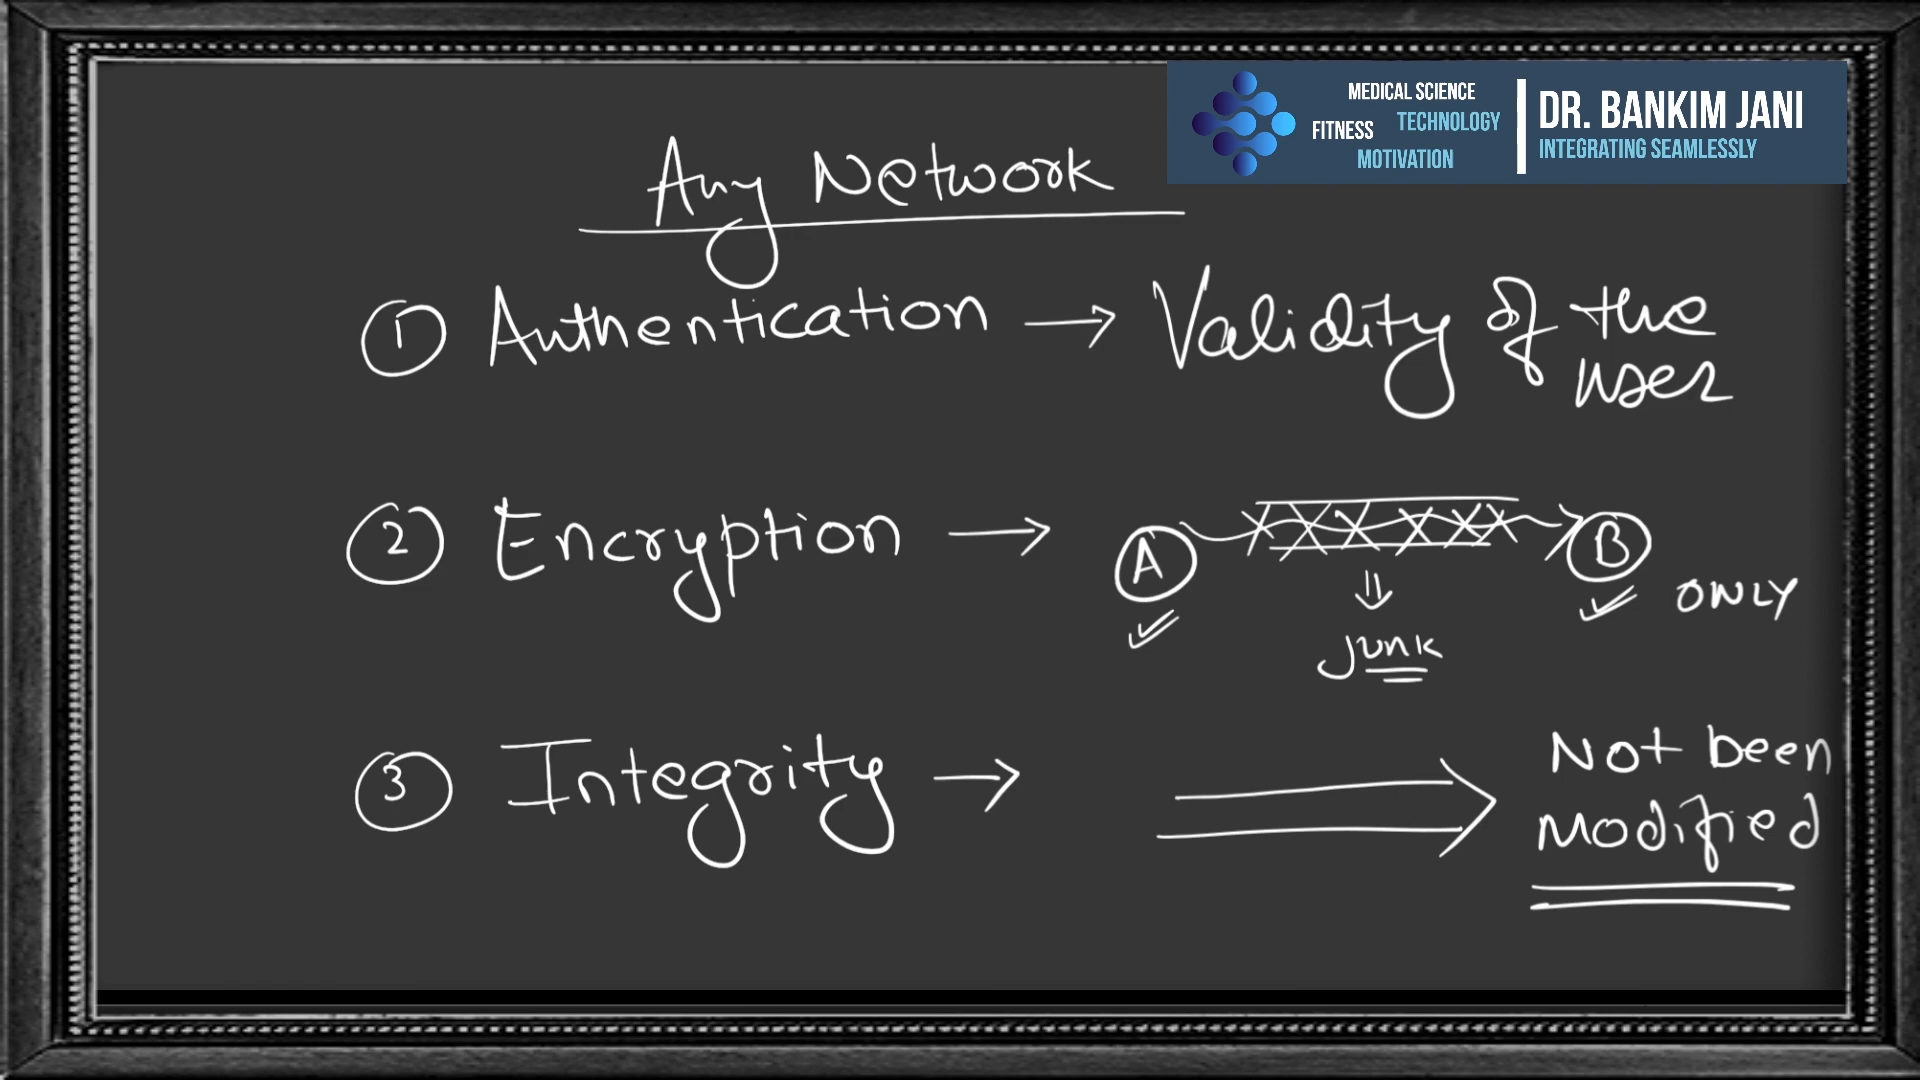 MEDICAL SCIENCE
FITNESS TECHNOLOGY
MOTIVATION
DR. BANKIM JANI
INTEGRATING SEAMLESSLY
Any Network
1 Authentication → Validity of the
user
2 Encryption → A B
ONLY
Junk
3 Integrity → Not been
Modified